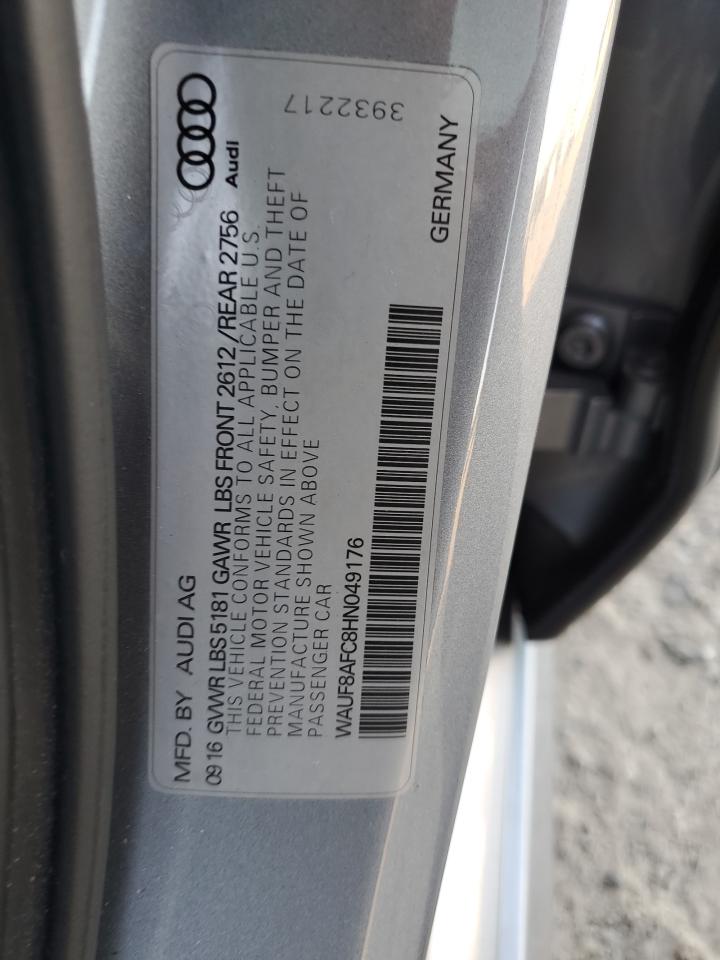 MFD. BY AUDI AG
Audi
0916 GVWR LBS 5181 GAWR LBS FRONT 2612 /REAR 2756
THIS VEHICLE CONFORMS TO ALL APPLICABLE U.S.
FEDERAL MOTOR VEHICLE SAFETY, BUMPER AND THEFT
PREVENTION STANDARDS IN EFFECT ON THE DATE OF
MANUFACTURE SHOWN ABOVE
PASSENGER CAR
3932217
WAUF8AFC8HN049176
GERMANY